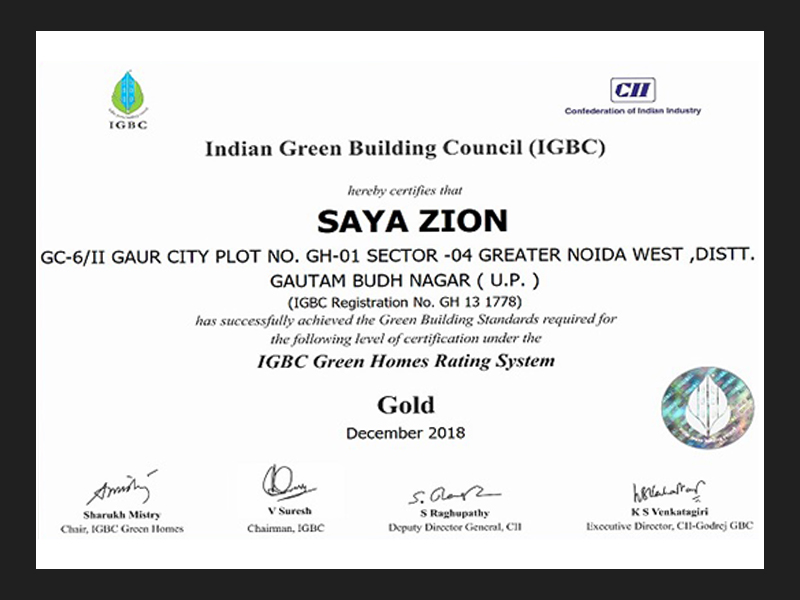 IGBC
CII
Confederation of Indian Industry
Indian Green Building Council (IGBC)
hereby certifies that
SAYA ZION
GC-6/II GAUR CITY PLOT NO. GH-01 SECTOR -04 GREATER NOIDA WEST ,DISTT.
GAUTAM BUDH NAGAR ( U.P. )
(IGBC Registration No. GH 13 1778)
has successfully achieved the Green Building Standards required for
the following level of certification under the
IGBC Green Homes Rating System
Gold
December 2018
Sharukh Mistry
Chair, IGBC Green Homes
V Suresh
Chairman, IGBC
S Raghupathy
Deputy Director General, CII
K S Venkatagiri
Executive Director, CII-Godrej GBC